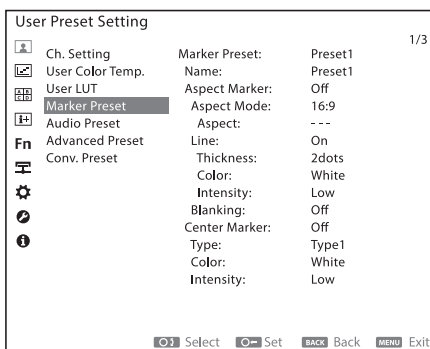 User Preset Setting
1/3
Ch. Setting
User Color Temp.
User LUT
Marker Preset
Audio Preset
Advanced Preset
Conv. Preset
Fn
Marker Preset: Preset1
Name: Preset1
Aspect Marker: Off
Aspect Mode: 16:9
Aspect: ---
Line: On
Thickness: 2dots
Color: White
Intensity: Low
Blanking: Off
Center Marker: Off
Type: Type1
Color: White
Intensity: Low
Select Set BACK Back MENU Exit